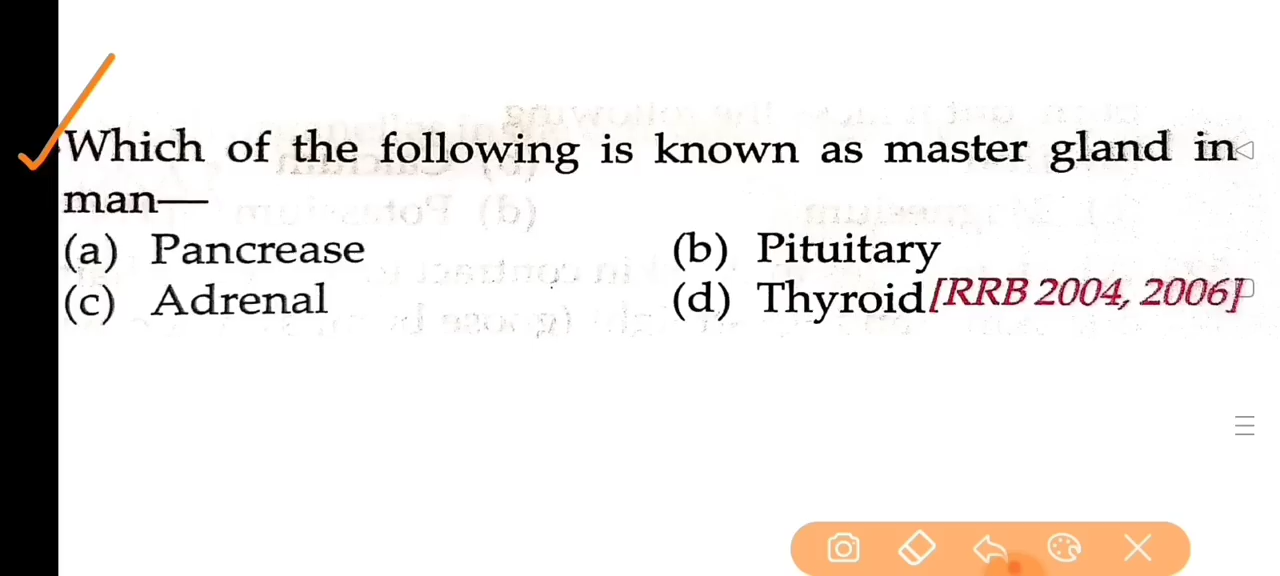 Which of the following is known as master gland in
man—
(a) Pancrease (b) Pituitary
(c) Adrenal (d) Thyroid [RRB 2004, 2006]